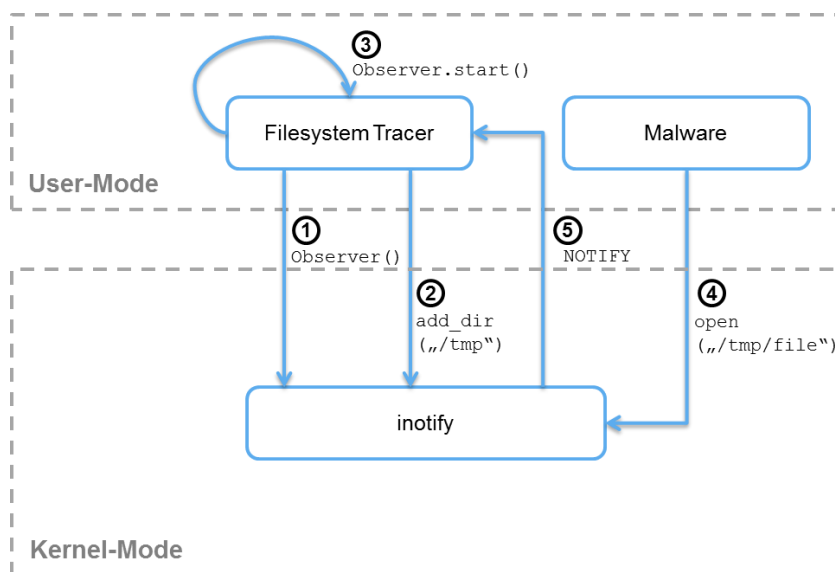 3
Observer.start()
Filesystem Tracer
Malware
User-Mode
1
Observer()
5
NOTIFY
2
add_dir
(„/tmp“)
4
open
(„/tmp/file“)
inotify
Kernel-Mode